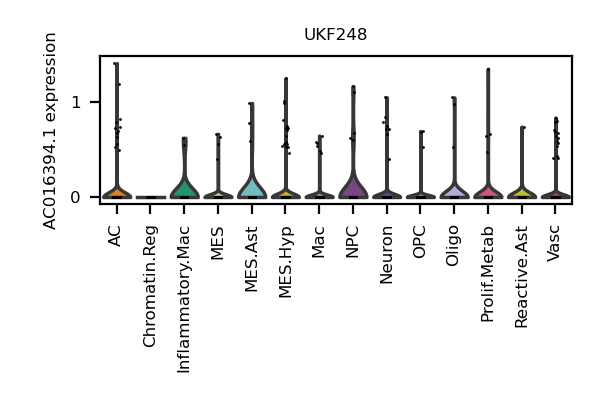 UKF248
AC016394.1 expression
1
0
AC
Chromatin.Reg
Inflammatory.Mac
MES
MES.Ast
MES.Hyp
Mac
NPC
Neuron
OPC
Oligo
Prolif.Metab
Reactive.Ast
Vasc